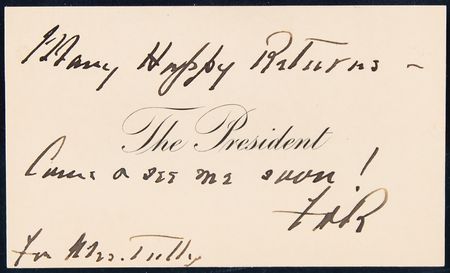 Many Happy Returns –
The President
Come & see me soon!
FDR
for Mrs. Tully